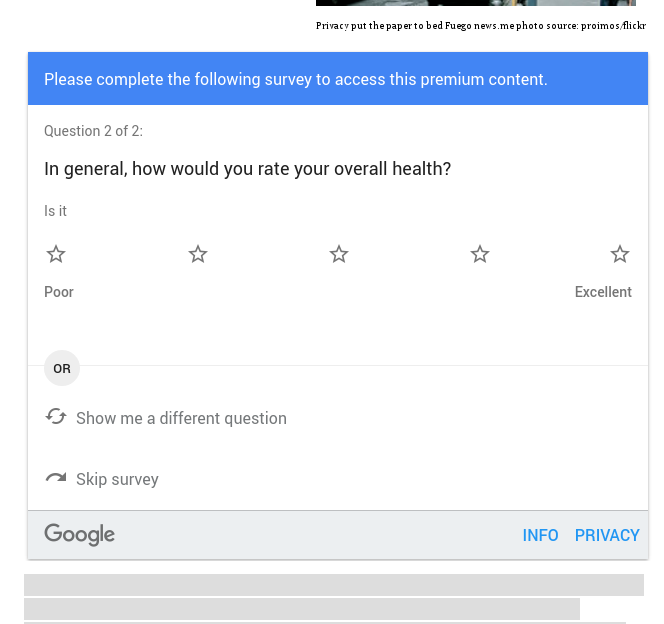 Privacy put the paper to bed Fuego news.me photo source: proimos/flickr
Please complete the following survey to access this premium content.
Question 2 of 2:
In general, how would you rate your overall health?
Is it
Poor
Excellent
OR
Show me a different question
Skip survey
Google
INFO PRIVACY